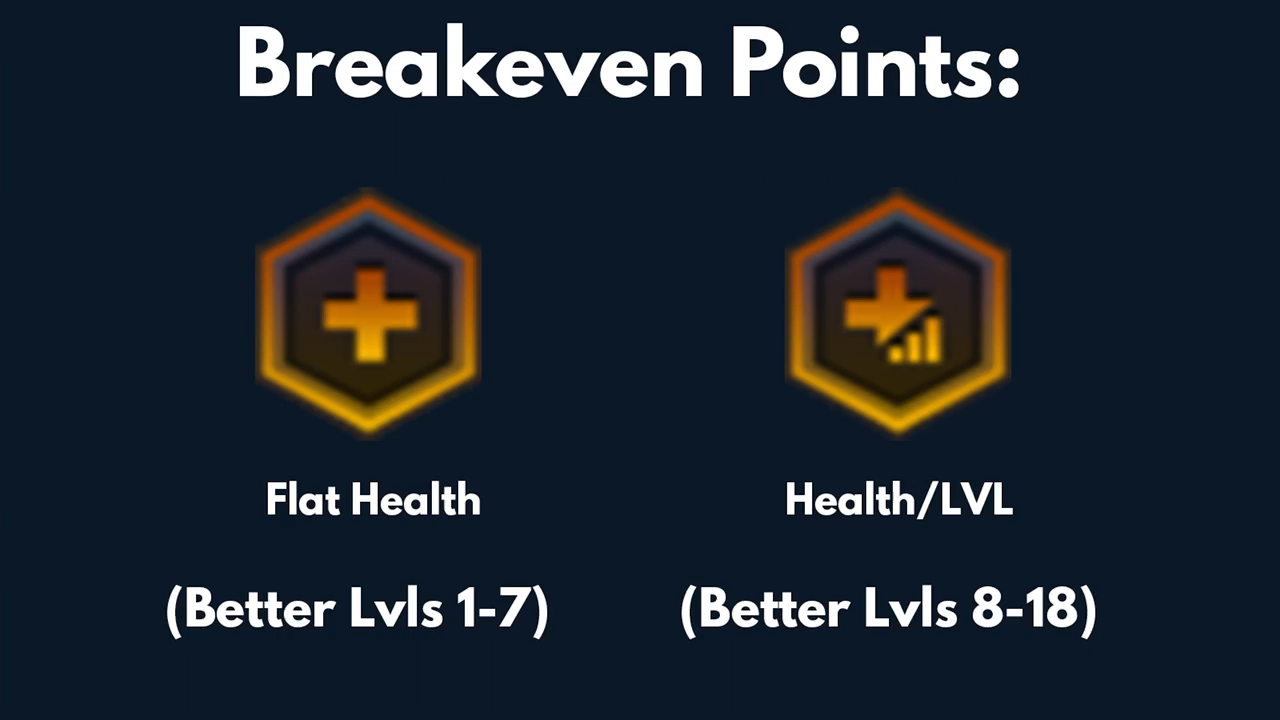 Breakeven Points:
Flat Health
Health/LVL
(Better Lvls 1-7)
(Better Lvls 8-18)